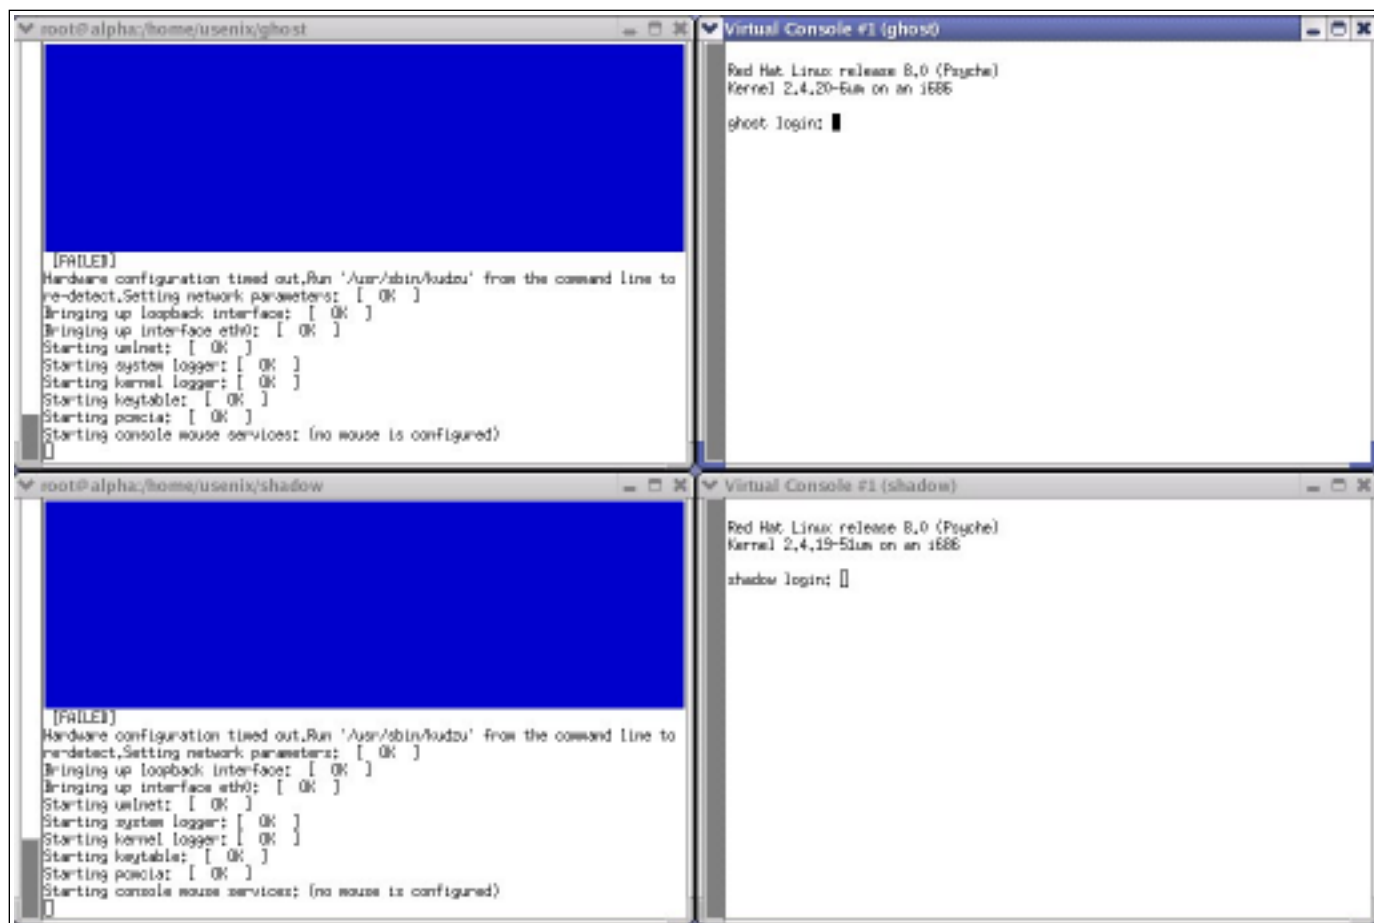 root@alpha:/home/usenix/ghost
[FAILED]
Hardware configuration timed out.Run '/usr/sbin/kudzu' from the command line to
re-detect.Setting network parameters:  [  OK  ]
Bringing up loopback interface:  [  OK  ]
Bringing up interface eth0:  [  OK  ]
Starting umlnet:  [  OK  ]
Starting system logger: [  OK  ]
Starting kernel logger: [  OK  ]
Starting keytable:  [  OK  ]
Starting pcmcia:  [  OK  ]
Starting console mouse services: (no mouse is configured)
Virtual Console #1 (ghost)
Red Hat Linux release 8.0 (Psyche)
Kernel 2.4.20-6um on an i686
ghost login:
root@alpha:/home/usenix/shadow
[FAILED]
Hardware configuration timed out.Run '/usr/sbin/kudzu' from the command line to
re-detect.Setting network parameters:  [  OK  ]
Bringing up loopback interface:  [  OK  ]
Bringing up interface eth0:  [  OK  ]
Starting umlnet:  [  OK  ]
Starting system logger: [  OK  ]
Starting kernel logger: [  OK  ]
Starting keytable:  [  OK  ]
Starting pcmcia:  [  OK  ]
Starting console mouse services: (no mouse is configured)
Virtual Console #1 (shadow)
Red Hat Linux release 8.0 (Psyche)
Kernel 2.4.19-51um on an i686
shadow login: